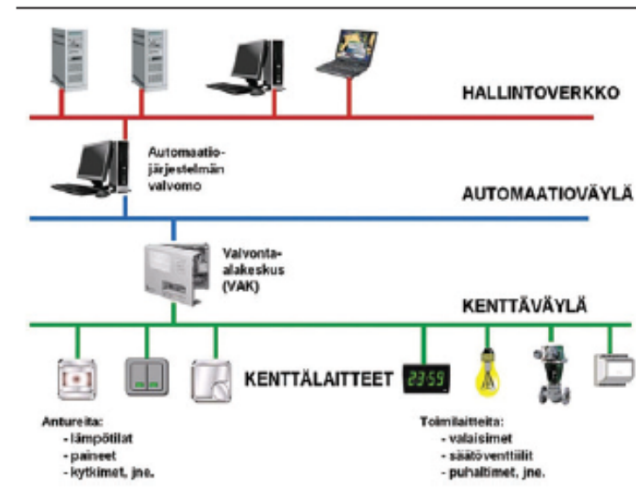 HALLINTOVERKKO
Automaatio-
järjestelmän
valvomo
AUTOMAATIOVÄYLÄ
Valvonta-
alakeskus
(VAK)
KENTTÄVÄYLÄ
KENTTÄLAITTEET
23:59
Antureita:
- lämpötilat
- paineet
- kytkimet, jne.
Toimilaitteita:
- valaisimet
- säätöventtiilit
- puhaltimet, jne.